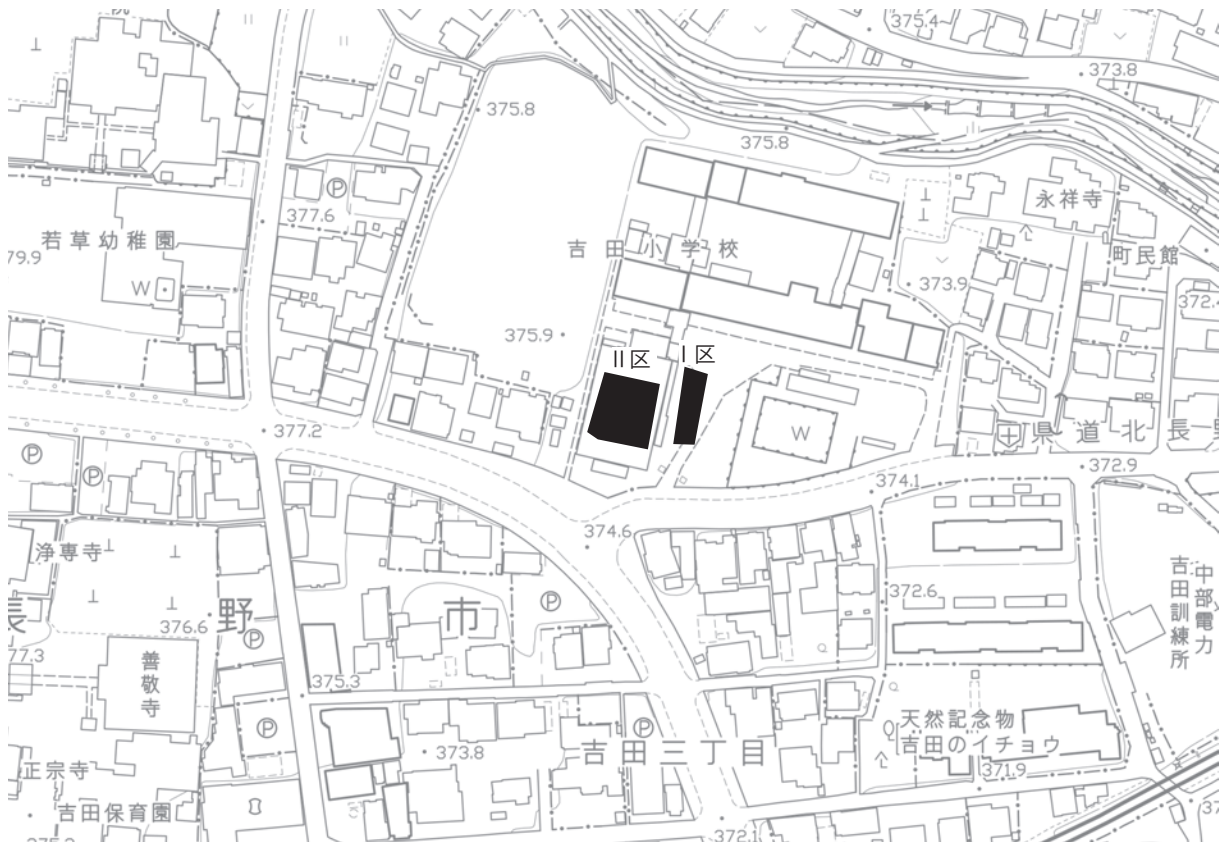 375.4
373.8
375.8
375.8
P
永祥寺
377.6
若草幼稚園
吉田小学校
町民館
79.9
W
373.9
372.4
375.9
II区
I区
377.2
W
県道北長野
P
P
372.9
374.1
374.6
浄専寺
中部電力
吉田訓練所
372.6
長野市
P
376.6
P
77.3
善敬寺
375.3
P
P
天然記念物
吉田のイチョウ
373.8
吉田三丁目
正宗寺
371.9
吉田保育園
372.1